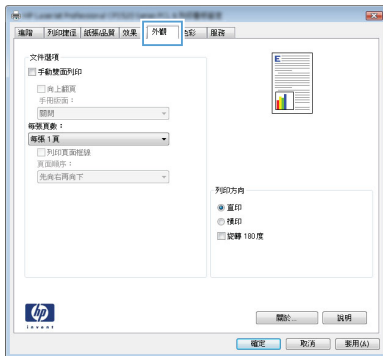 進階 列印捷徑 紙張/品質 效果 外觀 色彩 服務
文件選項
手動雙面列印
向上翻頁
手冊版面：
關閉
每張頁數：
每張 1 頁
列印頁面框線
頁面順序：
先向右再向下
列印方向
直印
橫印
旋轉 180 度
hp
invent
關於...
說明
確定 取消 套用(A)